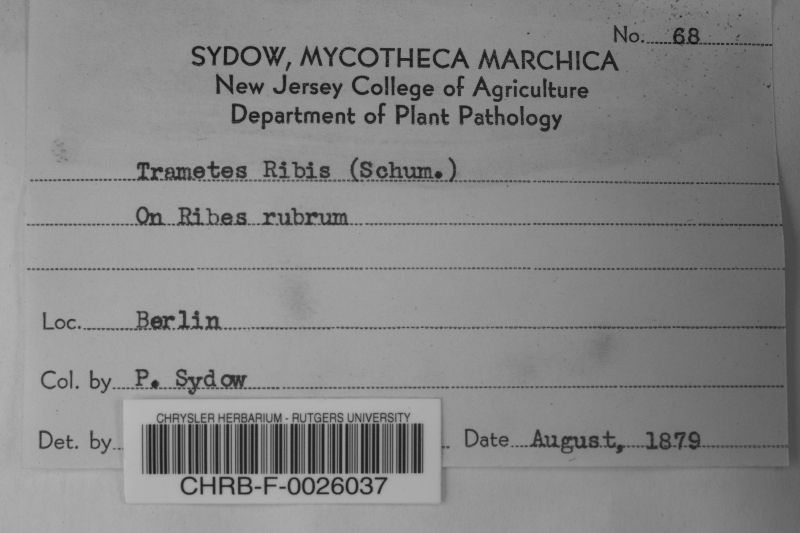 No. 68
SYDOW, MYCOTHECA MARCHICA
New Jersey College of Agriculture
Department of Plant Pathology
Trametes Ribis (Schum.)
On Ribes rubrum
Loc. Berlin
Col. by P. Sydow
Det. by Date August, 1879
CHRYSLER HERBARIUM - RUTGERS UNIVERSITY
CHRB-F-0026037